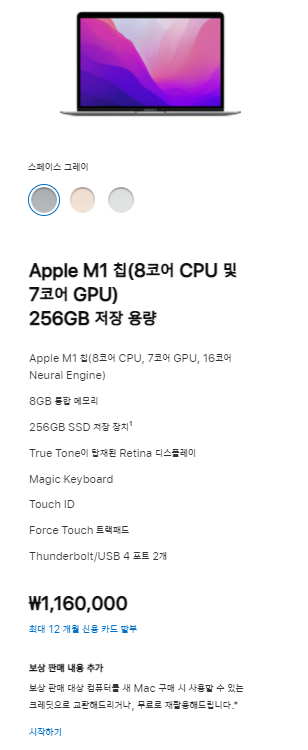 스페이스 그레이
Apple M1 칩(8코어 CPU 및
7코어 GPU)
256GB 저장 용량
Apple M1 칩(8코어 CPU, 7코어 GPU, 16코어
Neural Engine)
8GB 통합 메모리
256GB SSD 저장 장치¹
True Tone이 탑재된 Retina 디스플레이
Magic Keyboard
Touch ID
Force Touch 트랙패드
Thunderbolt/USB 4 포트 2개
₩1,160,000
최대 12 개월 신용 카드 할부
보상 판매 내용 추가
보상 판매 대상 컴퓨터를 새 Mac 구매 시 사용할 수 있는
크레딧으로 교환해드리거나, 무료로 재활용해드립니다.*
시작하기